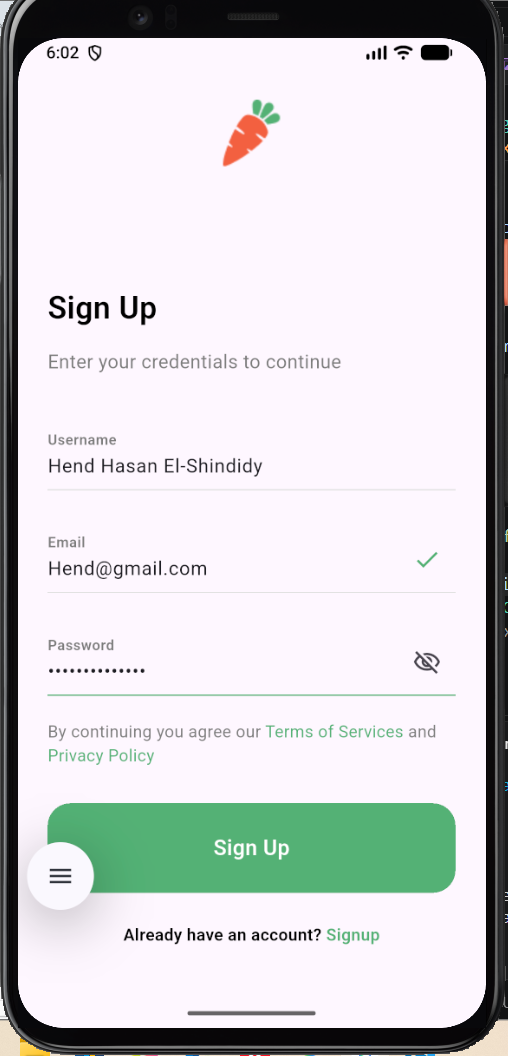 6:02
Sign Up
Enter your credentials to continue
Username
Hend Hasan El-Shindidy
Email
Hend@gmail.com
Password
••••••••••••••
By continuing you agree our Terms of Services and
Privacy Policy
Sign Up
Already have an account? Signup